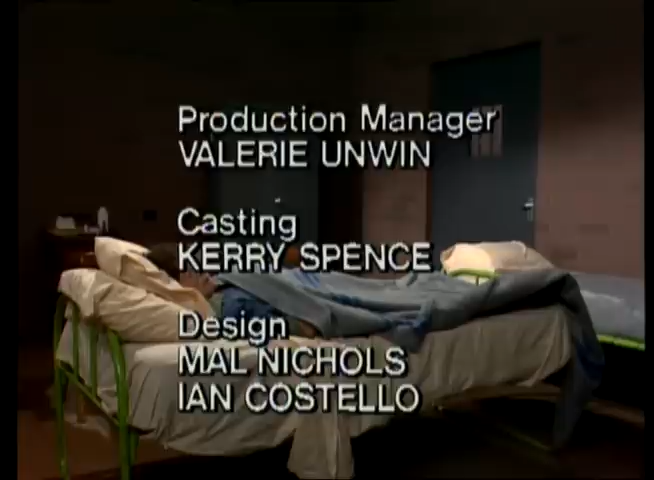 Production Manager
VALERIE UNWIN
Casting
KERRY SPENCE
Design
MAL NICHOLS
IAN COSTELLO